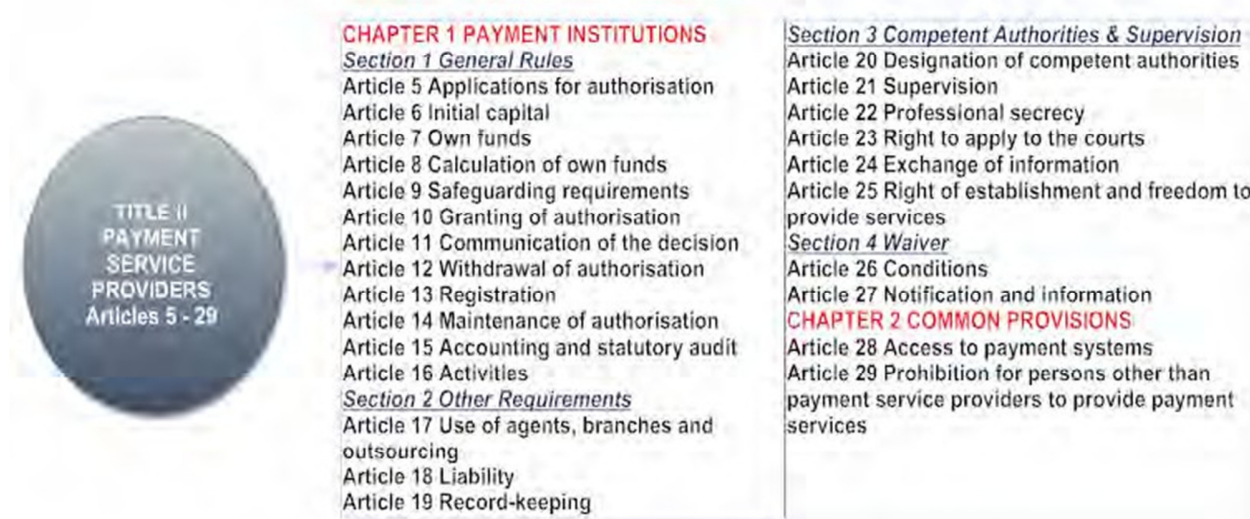 TITLE II
PAYMENT
SERVICE
PROVIDERS
Articles 5 - 29
CHAPTER 1 PAYMENT INSTITUTIONS
Section 1 General Rules
Article 5 Applications for authorisation
Article 6 Initial capital
Article 7 Own funds
Article 8 Calculation of own funds
Article 9 Safeguarding requirements
Article 10 Granting of authorisation
Article 11 Communication of the decision
Article 12 Withdrawal of authorisation
Article 13 Registration
Article 14 Maintenance of authorisation
Article 15 Accounting and statutory audit
Article 16 Activities
Section 2 Other Requirements
Article 17 Use of agents, branches and
outsourcing
Article 18 Liability
Article 19 Record-keeping
Section 3 Competent Authorities & Supervision
Article 20 Designation of competent authorities
Article 21 Supervision
Article 22 Professional secrecy
Article 23 Right to apply to the courts
Article 24 Exchange of information
Article 25 Right of establishment and freedom to
provide services
Section 4 Waiver
Article 26 Conditions
Article 27 Notification and information
CHAPTER 2 COMMON PROVISIONS
Article 28 Access to payment systems
Article 29 Prohibition for persons other than
payment service providers to provide payment
services